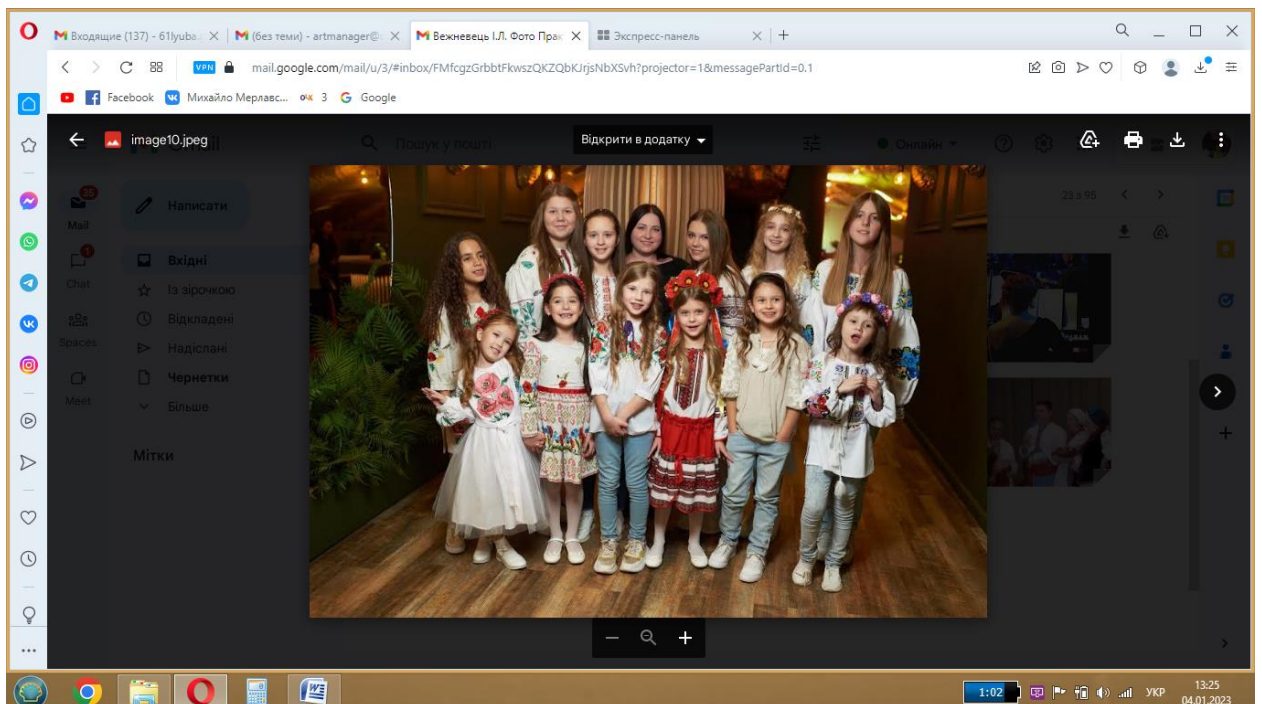 Входящие (137) - 61lyuba
(без теми) - artmanager@
Вежневець І.Л. Фото Прак
Экспресс-панель
VPN
mail.google.com/mail/u/3/#inbox/FMfcgzGrbbtFkwszQKZQbKJrjsNbXSvh?projector=1&messagePartId=0.1
Facebook
Михайло Мерлавс...
3
Google
image10.jpeg
Пошук у пошті
Відкрити в додатку
Онлайн
35
Mail
Написати
23 з 95
1
Chat
Вхідні
Із зірочкою
Spaces
Відкладені
Надіслані
Meet
Чернетки
Більше
Мітки
1:02
УКР
13:25
04.01.2023